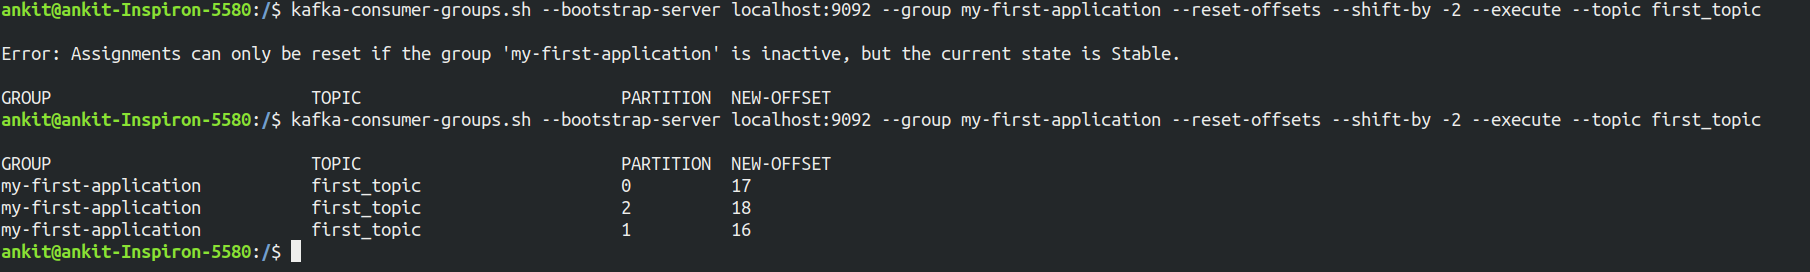 ankit@ankit-Inspiron-5580:/$ kafka-consumer-groups.sh --bootstrap-server localhost:9092 --group my-first-application --reset-offsets --shift-by -2 --execute --topic first_topic
Error: Assignments can only be reset if the group 'my-first-application' is inactive, but the current state is Stable.
GROUP TOPIC PARTITION NEW-OFFSET
ankit@ankit-Inspiron-5580:/$ kafka-consumer-groups.sh --bootstrap-server localhost:9092 --group my-first-application --reset-offsets --shift-by -2 --execute --topic first_topic
GROUP TOPIC PARTITION NEW-OFFSET
my-first-application first_topic 0 17
my-first-application first_topic 2 18
my-first-application first_topic 1 16
ankit@ankit-Inspiron-5580:/$